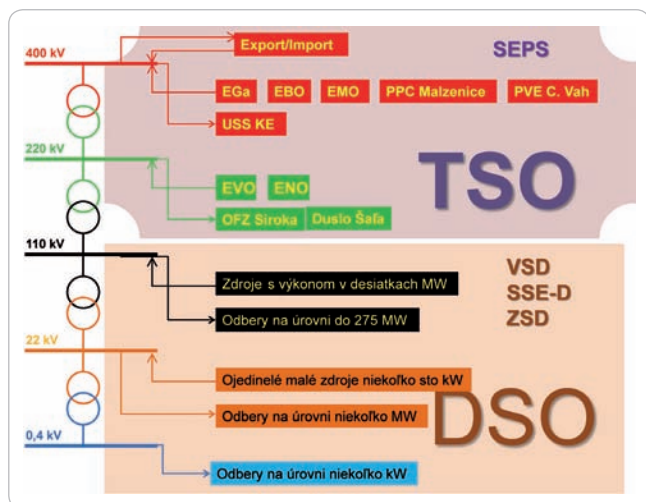 400 kV
Export/Import
SEPS
EGa EBO EMO PPC Malzenice PVE C. Vah
USS KE
TSO
220 kV
EVO ENO
OFZ Siroka Duslo Šaľa
110 kV
VSD
SSE-D
ZSD
Zdroje s výkonom v desiatkach MW
Odbery na úrovni do 275 MW
22 kV
Ojedinelé malé zdroje niekoľko sto kW
Odbery na úrovni niekoľko MW
DSO
0,4 kV
Odbery na úrovni niekoľko kW